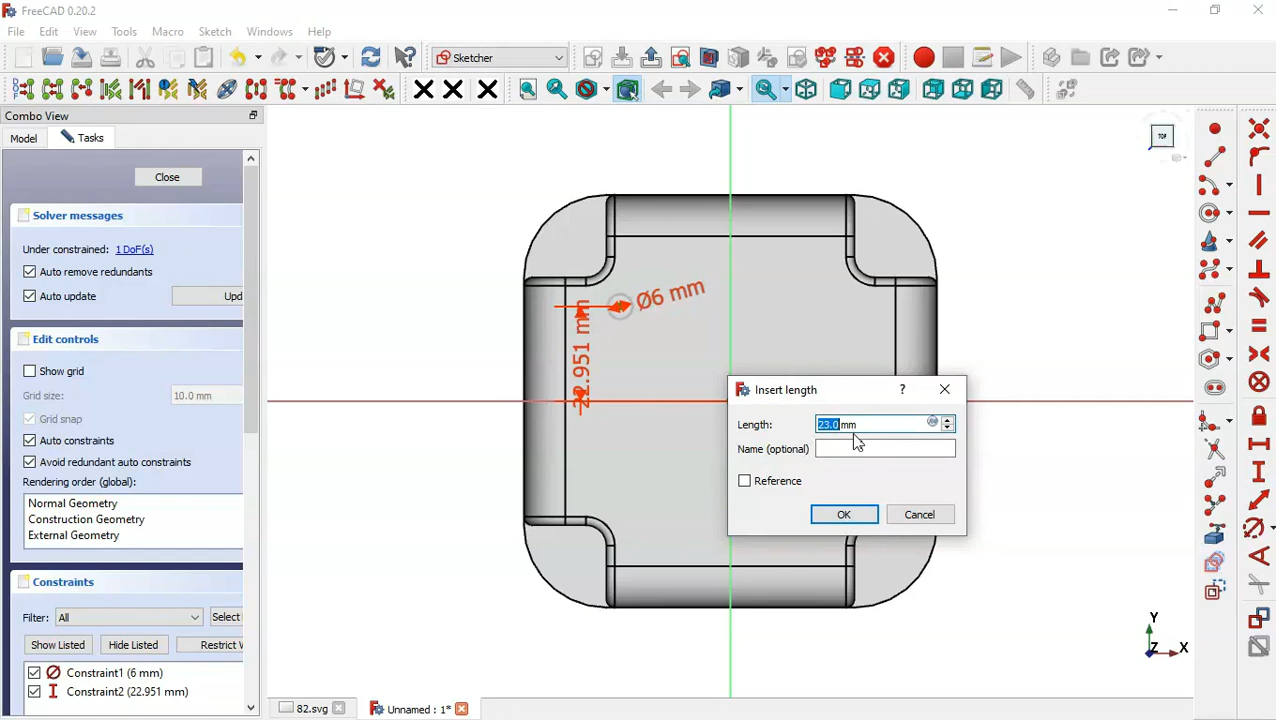 FreeCAD 0.20.2
File Edit View Tools Macro Sketch Windows Help
Sketcher
Combo View
Model Tasks
Close
Solver messages
Under constrained: 1 DoF(s)
Auto remove redundants
Auto update Upd
Edit controls
Show grid
Grid size: 10.0 mm
Grid snap
Auto constraints
Avoid redundant auto constraints
Rendering order (global):
Normal Geometry
Construction Geometry
External Geometry
Constraints
Filter: All Select
Show Listed Hide Listed Restrict V
Constraint1 (6 mm)
Constraint2 (22.951 mm)
TOP
Ø6 mm
22.951 mm
Insert length ?
Length: 23.0 mm
Name (optional)
Reference
OK Cancel
Y
Z X
82.svg Unnamed : 1*